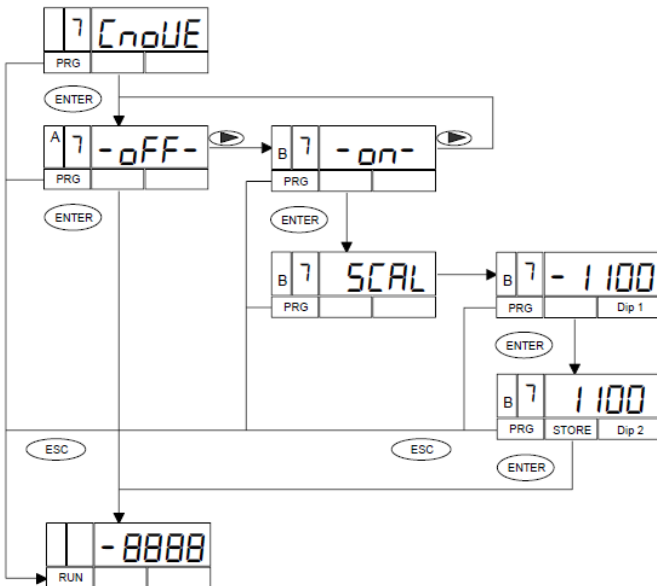 7 CnoVE
PRG
ENTER
A 7 -oFF-
PRG
B 7 -on-
PRG
ENTER
ENTER
B 7 SCAL
PRG
B 7 -1100
PRG Dip 1
ENTER
B 7 1100
PRG STORE Dip 2
ESC
ESC
ENTER
-8888
RUN